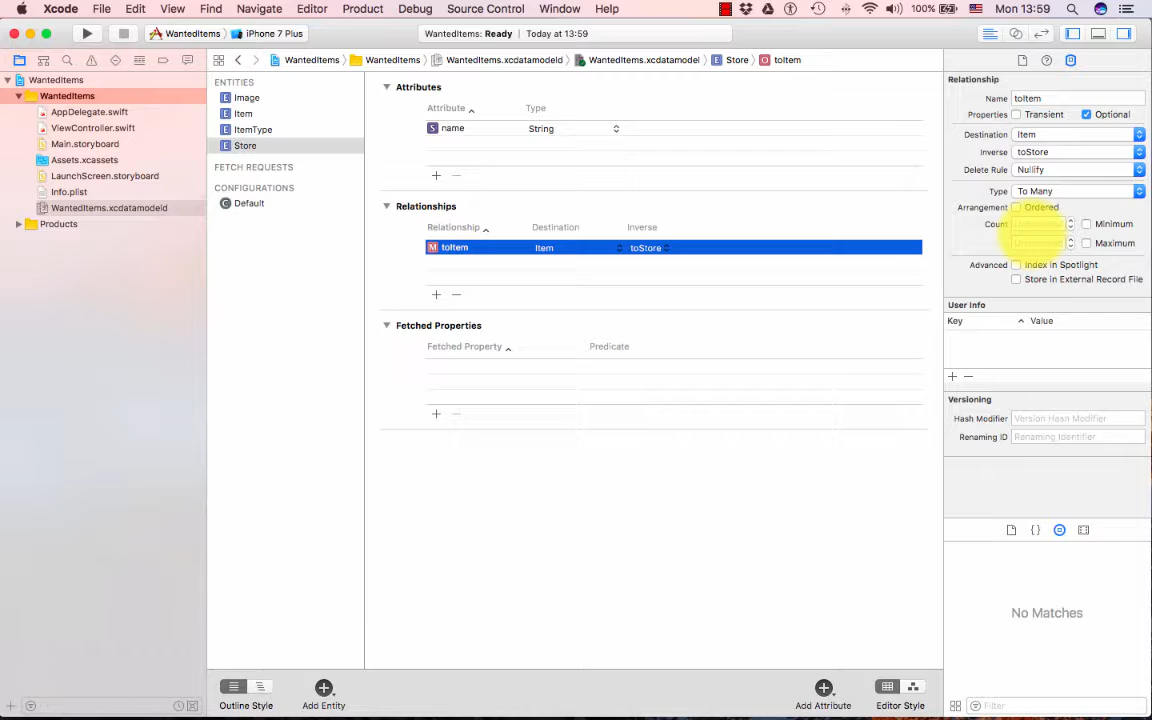 Xcode File Edit View Find Navigate Editor Product Debug Source Control Window Help 100% Mon 13:59
WantedItems iPhone 7 Plus WantedItems: Ready Today at 13:59
WantedItems WantedItems WantedItems.xcdatamodeld WantedItems.xcdatamodel E Store toItem
WantedItems
WantedItems
AppDelegate.swift
ViewController.swift
Main.storyboard
Assets.xcassets
LaunchScreen.storyboard
Info.plist
WantedItems.xcdatamodeld
Products
ENTITIES
E Image
E Item
E ItemType
E Store
FETCH REQUESTS
CONFIGURATIONS
Default
Attributes
Attribute Type
S name String
+ −
Relationships
Relationship Destination Inverse
M toItem Item toStore
+ −
Fetched Properties
Fetched Property Predicate
+ −
Outline Style Add Entity Add Attribute Editor Style
Relationship
Name toItem
Properties Transient Optional
Destination Item
Inverse toStore
Delete Rule Nullify
Type To Many
Arrangement Ordered
Count Minimum
Maximum
Advanced Index in Spotlight
Store in External Record File
User Info
Key Value
+ −
Versioning
Hash Modifier Version Hash Modifier
Renaming ID Renaming Identifier
No Matches
Filter